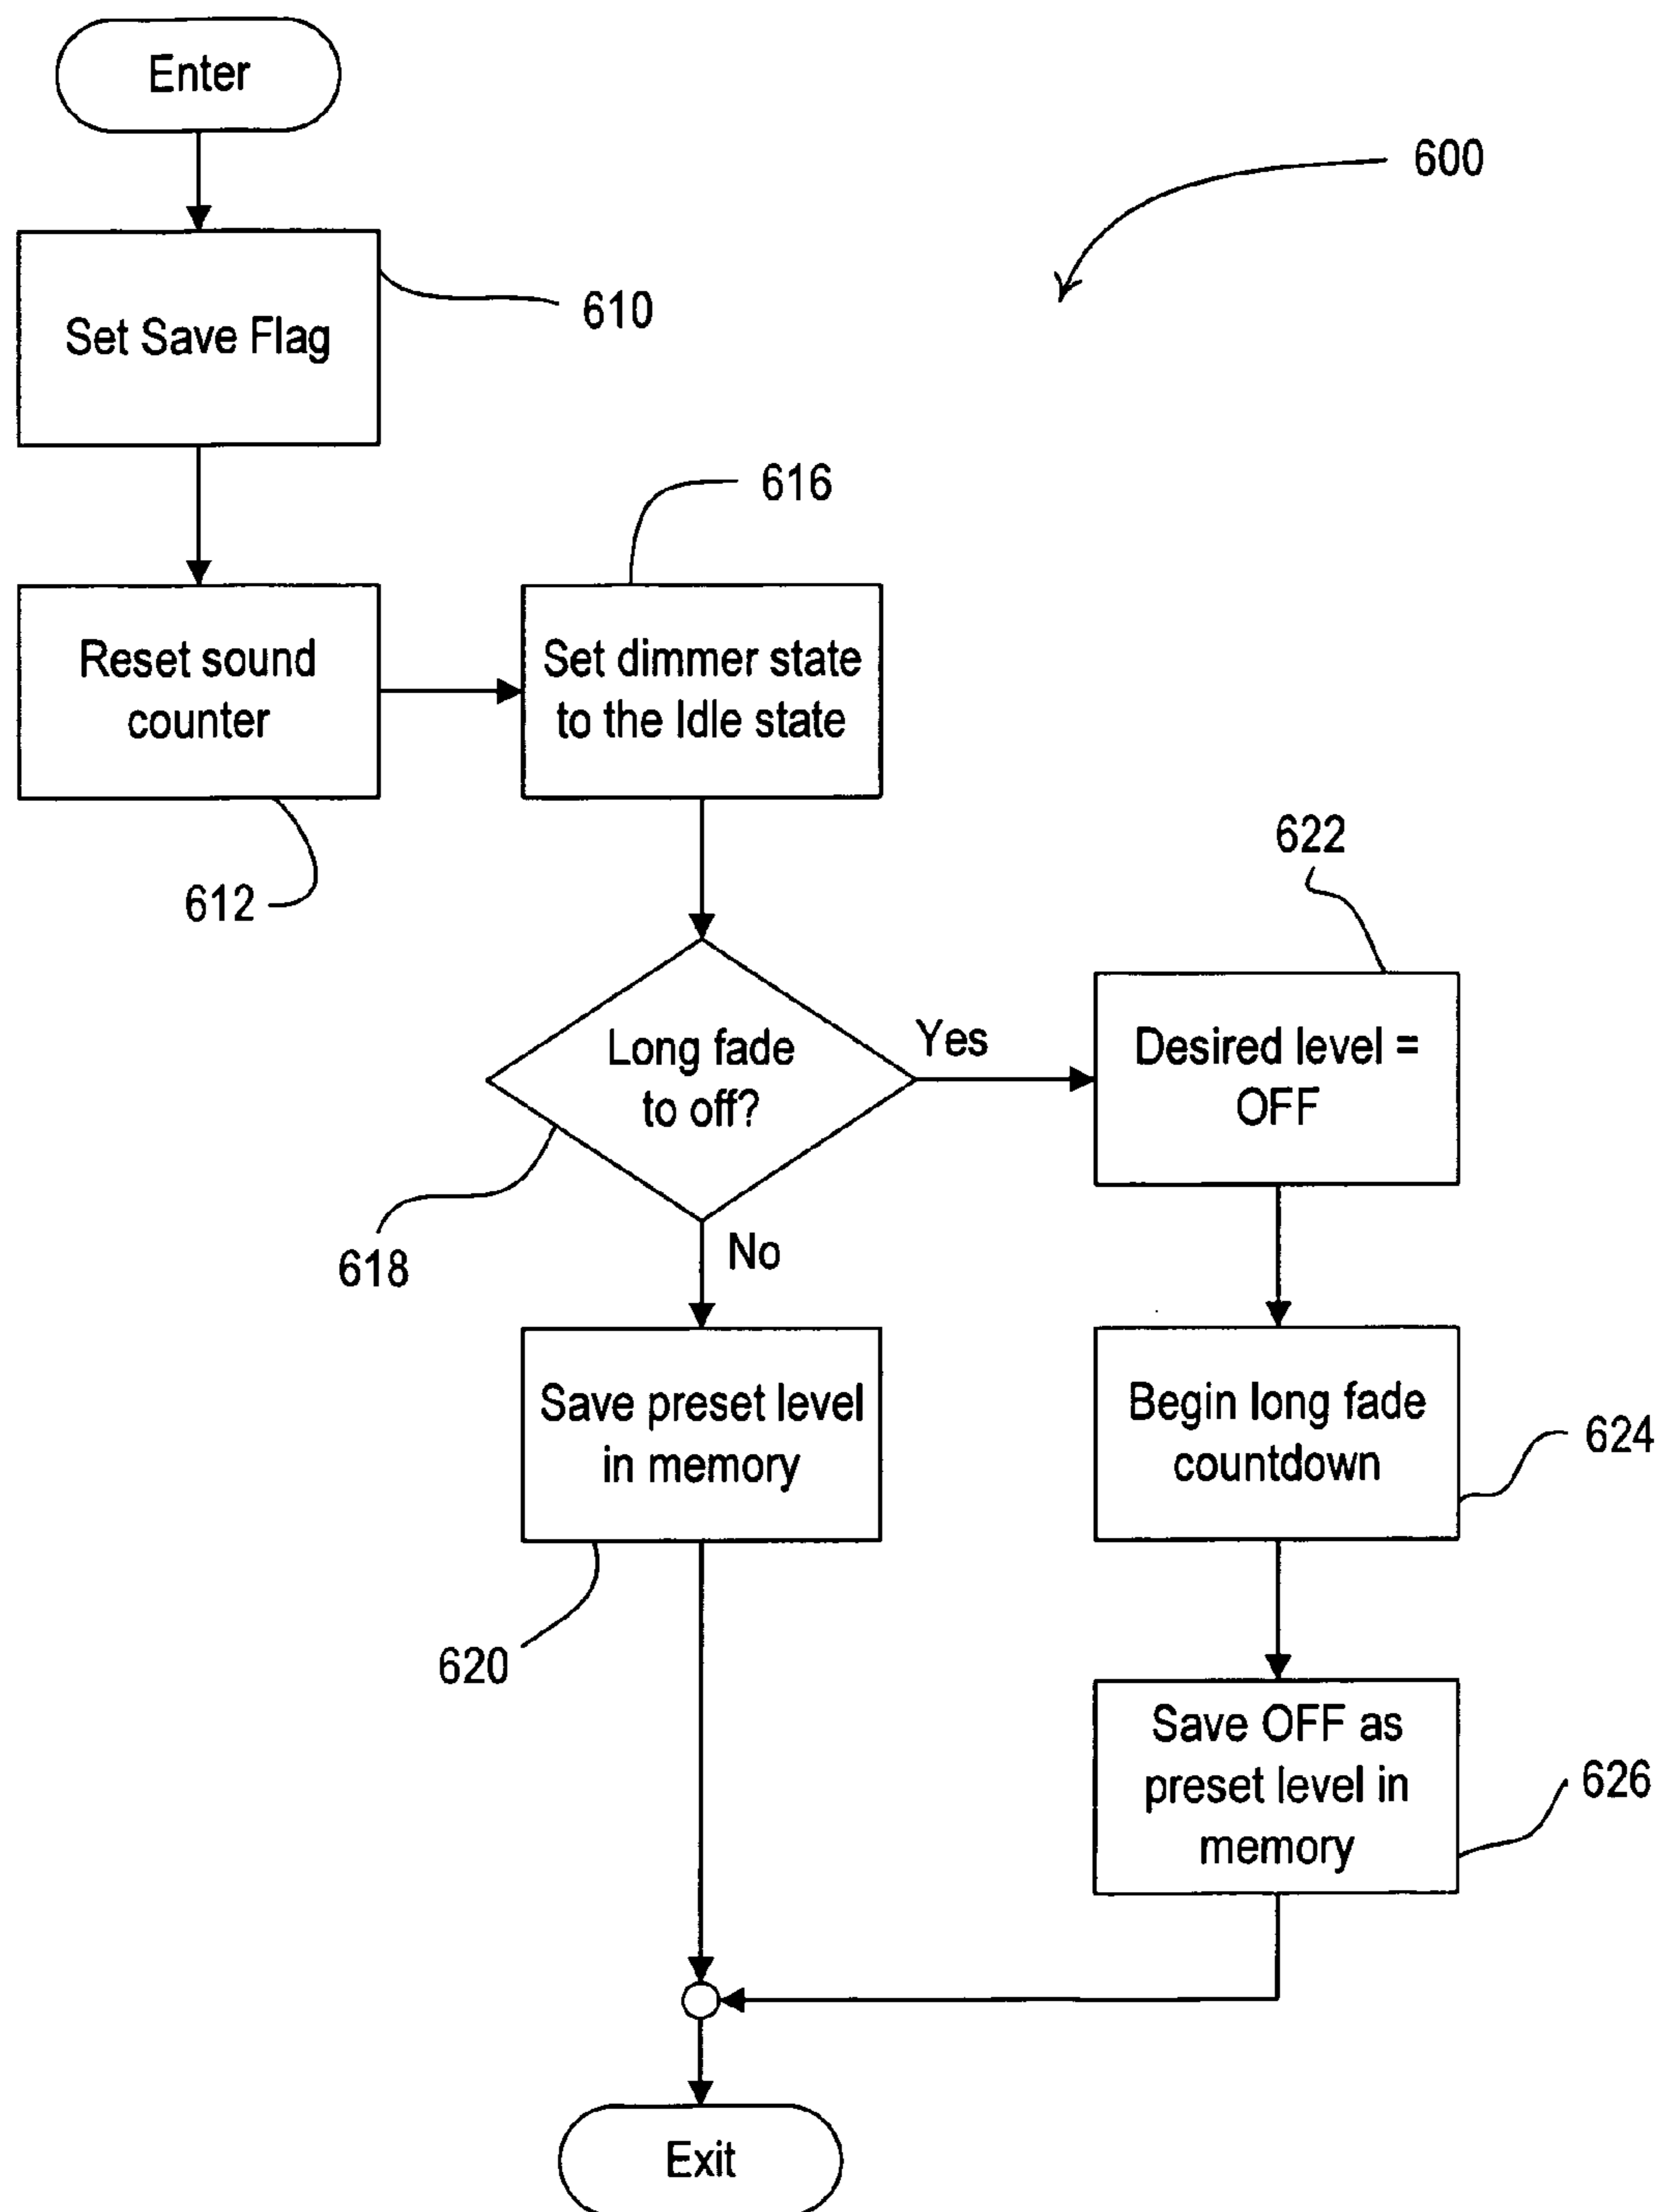 Enter
600
Set Save Flag
610
616
Reset sound
counter
Set dimmer state
to the Idle state
612
622
Long fade
to off?
Yes
Desired level =
OFF
618
No
Save preset level
in memory
Begin long fade
countdown
624
620
Save OFF as
preset level in
memory
626
Exit